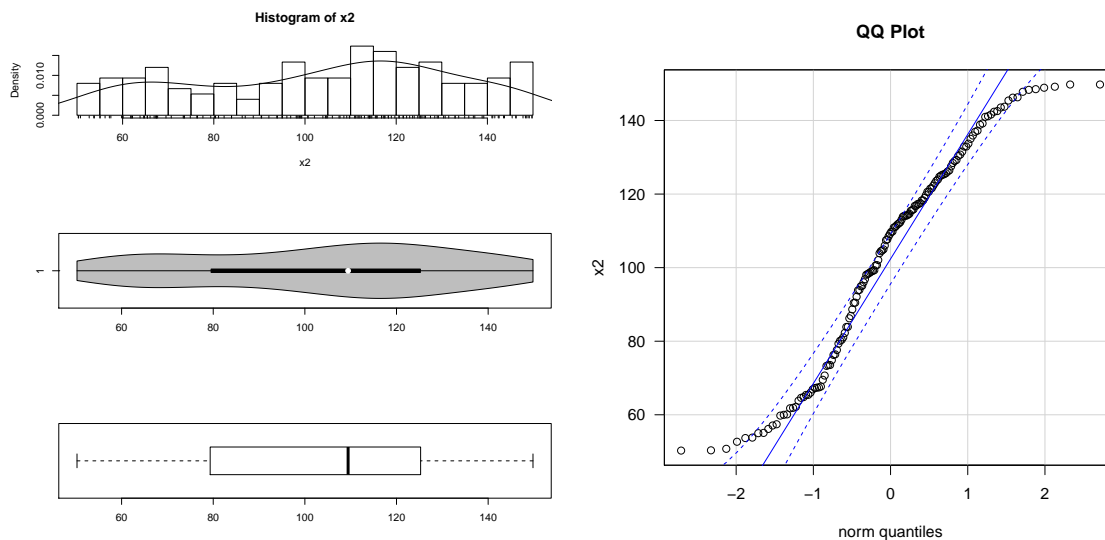 Histogram of x2
Density
0.000 0.010
60 80 100 120 140
x2
1
60 80 100 120 140
60 80 100 120 140
QQ Plot
x2
140
120
100
80
60
−2 −1 0 1 2
norm quantiles